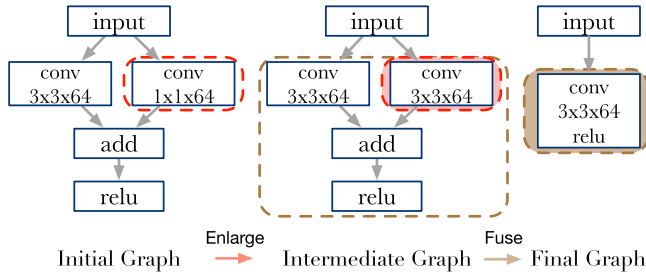 input
conv
3x3x64
conv
1x1x64
add
relu
input
conv
3x3x64
conv
3x3x64
add
relu
input
conv
3x3x64
relu
Initial Graph
Enlarge
Intermediate Graph
Fuse
Final Graph